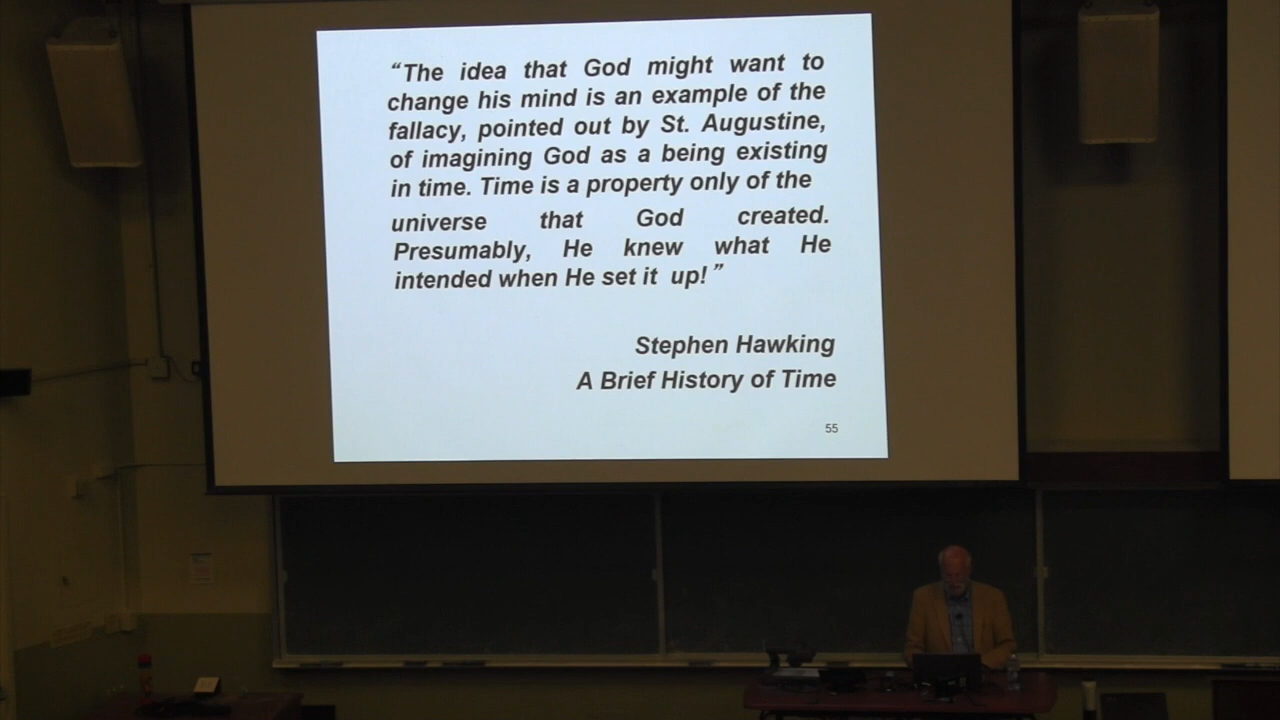 “The idea that God might want to
change his mind is an example of the
fallacy, pointed out by St. Augustine,
of imagining God as a being existing
in time. Time is a property only of the
universe that God created.
Presumably, He knew what He
intended when He set it up!”
Stephen Hawking
A Brief History of Time
55